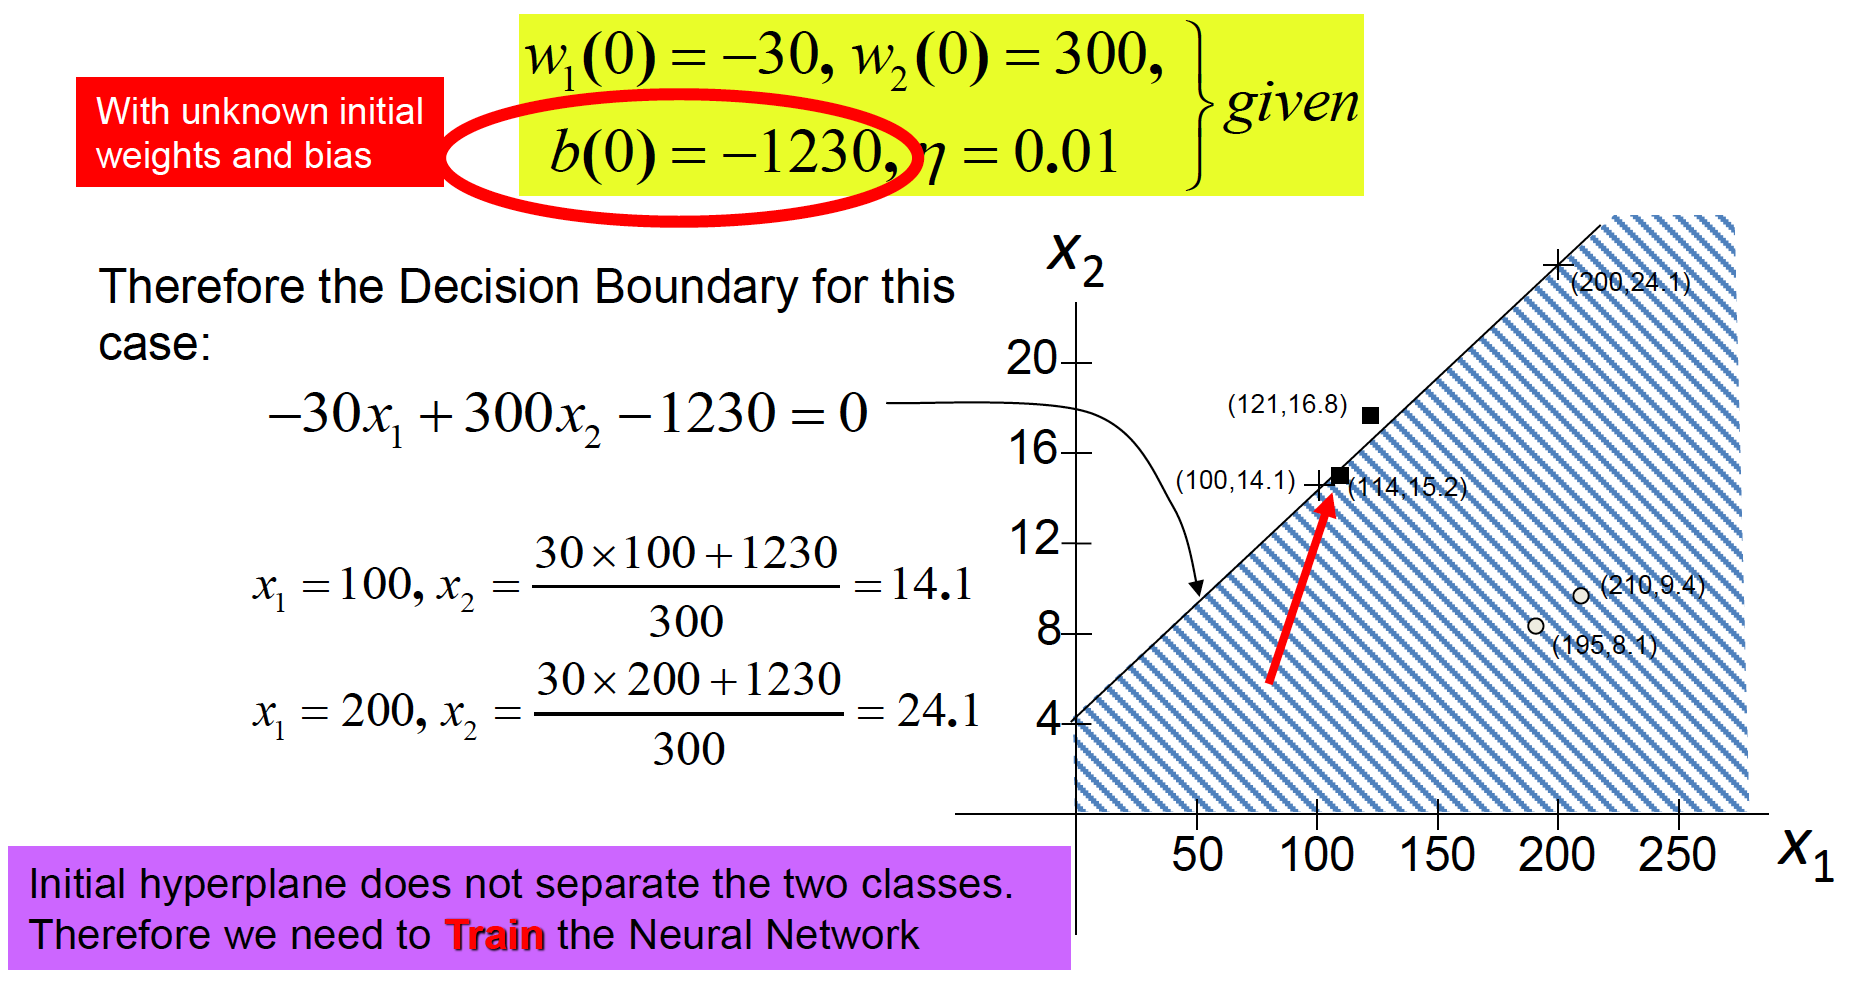 w₁(0) = −30, w₂(0) = 300,
b(0) = −1230, η = 0.01
given
With unknown initial
weights and bias
Therefore the Decision Boundary for this
case:
−30x₁ + 300x₂ − 1230 = 0
x₁ = 100, x₂ = (30×100+1230)/300 = 14.1
x₁ = 200, x₂ = (30×200+1230)/300 = 24.1
x₂
(200,24.1)
20
(121,16.8)
16
(100,14.1)
(114,15.2)
12
(210,9.4)
8
(195,8.1)
4
50 100 150 200 250 x₁
Initial hyperplane does not separate the two classes.
Therefore we need to Train the Neural Network